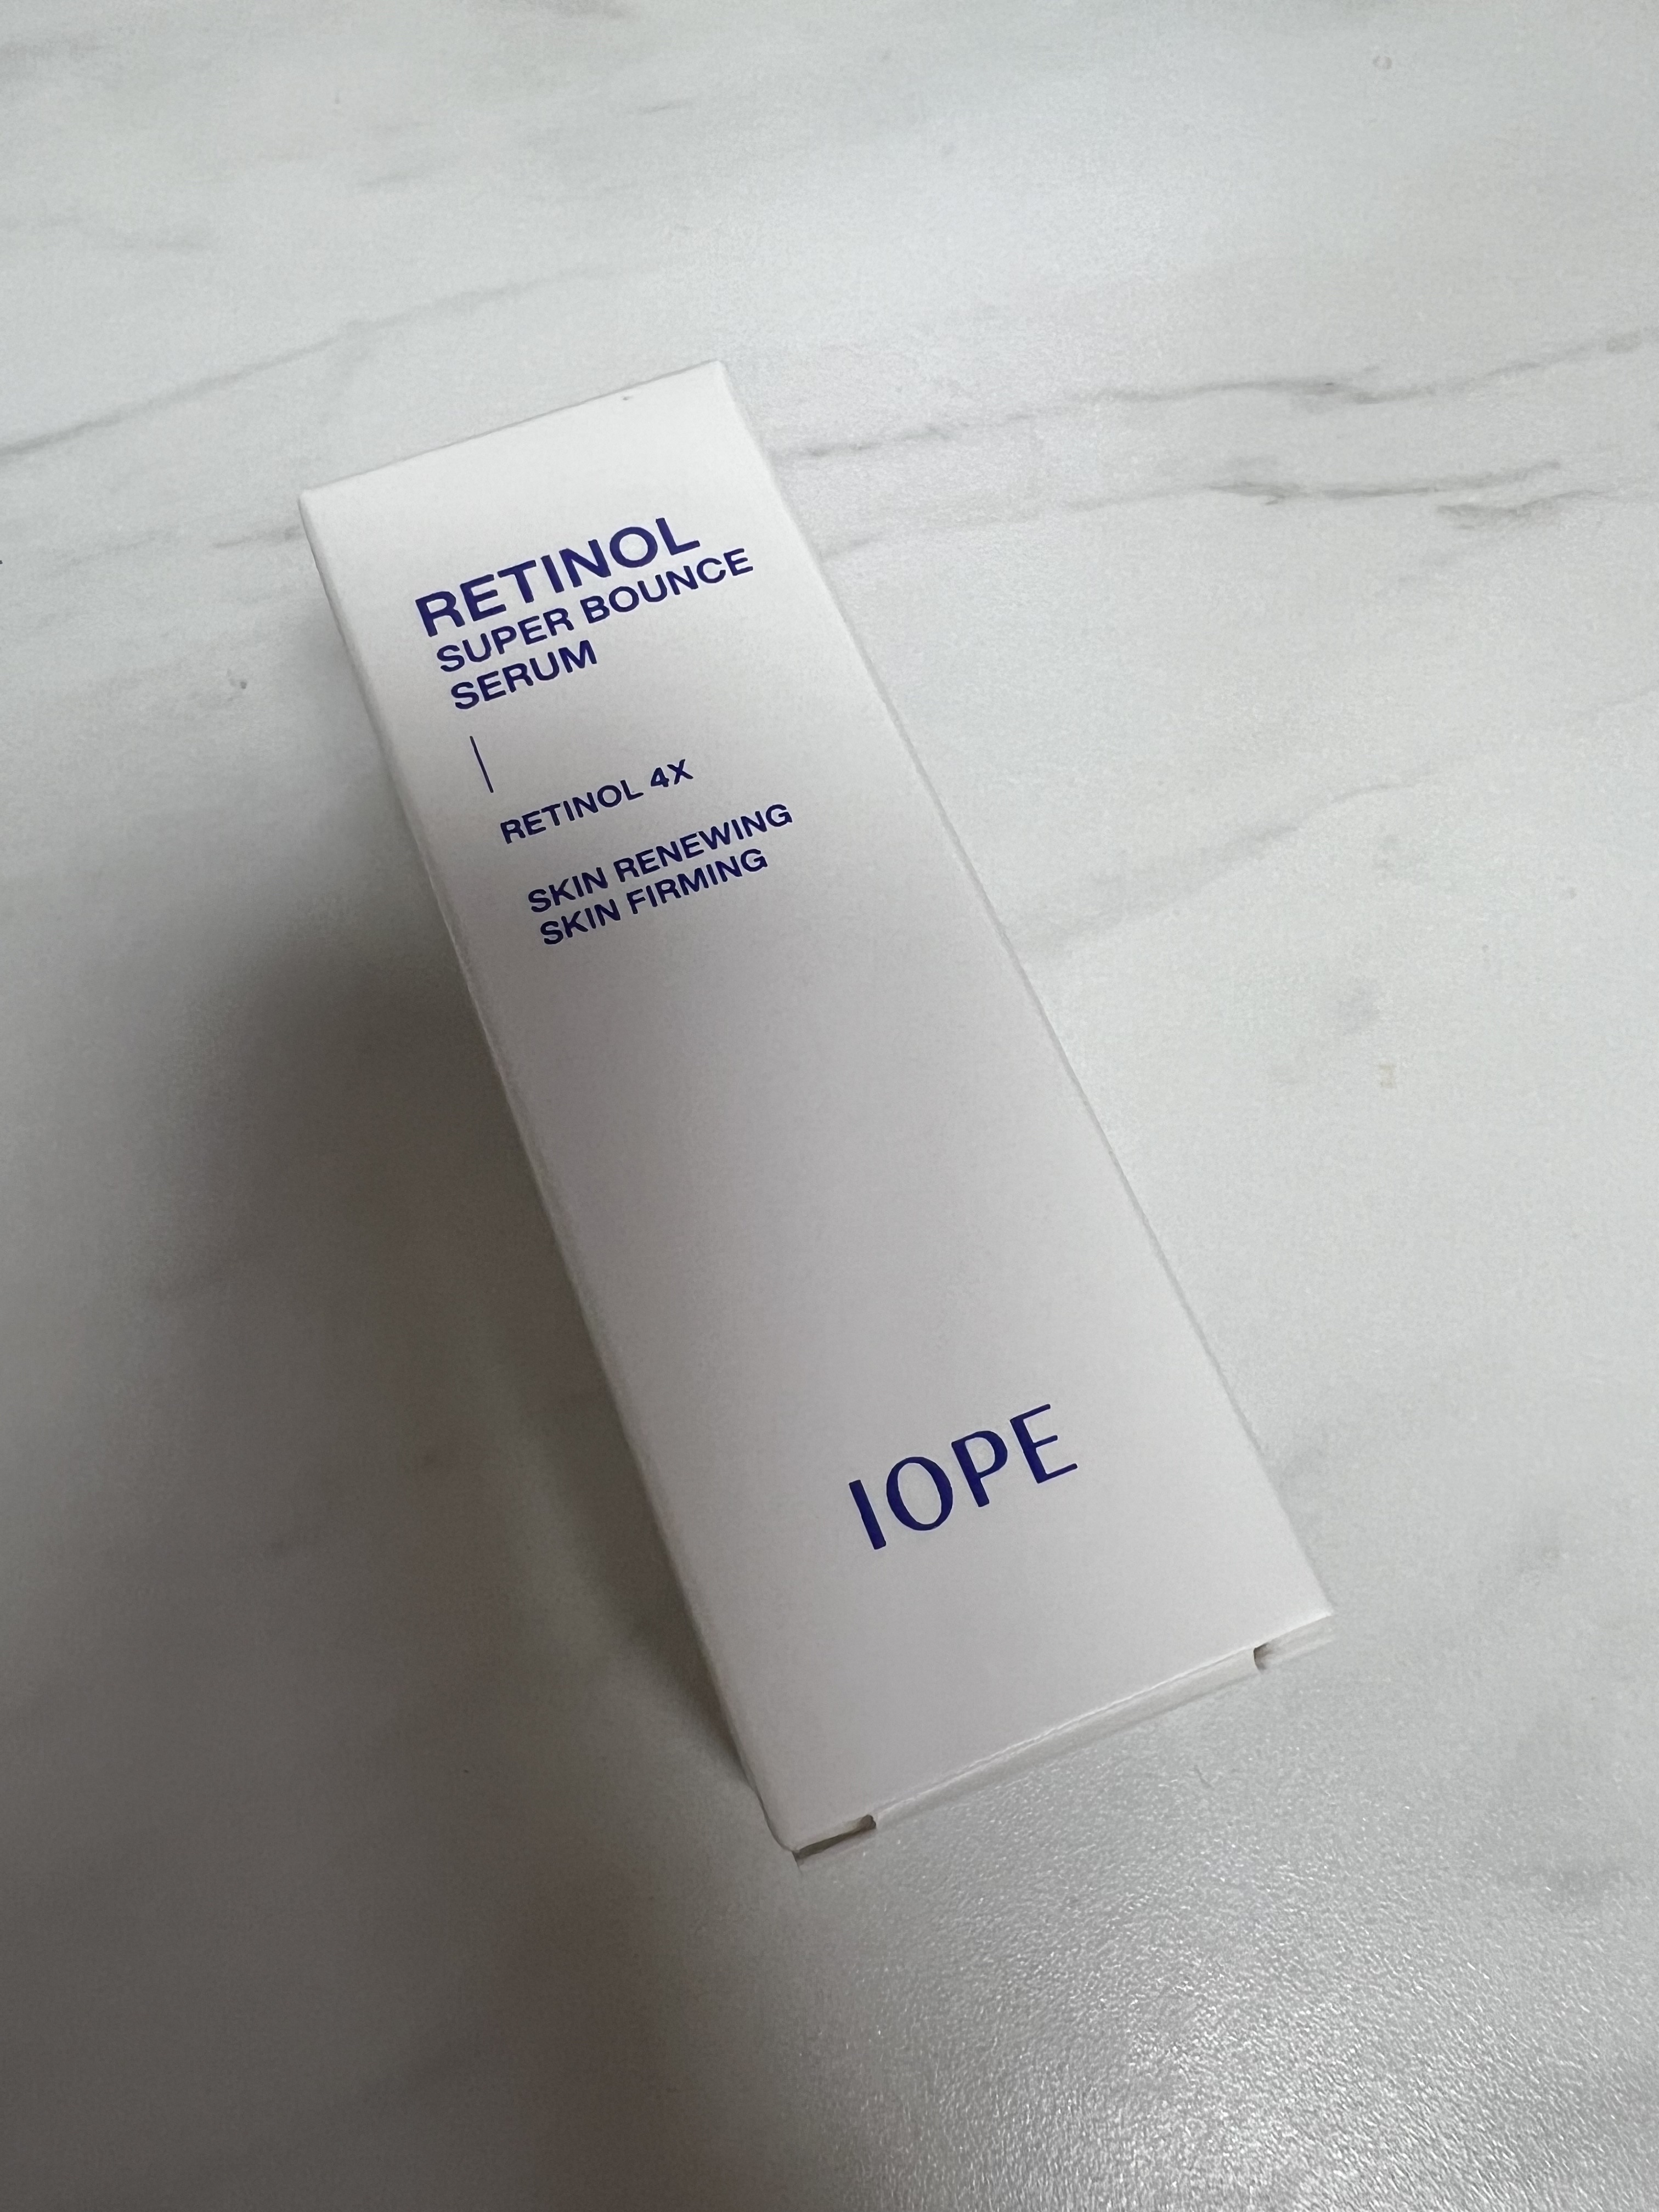 RETINOL
SUPER BOUNCE
SERUM
RETINOL 4X
SKIN RENEWING
SKIN FIRMING
IOPE